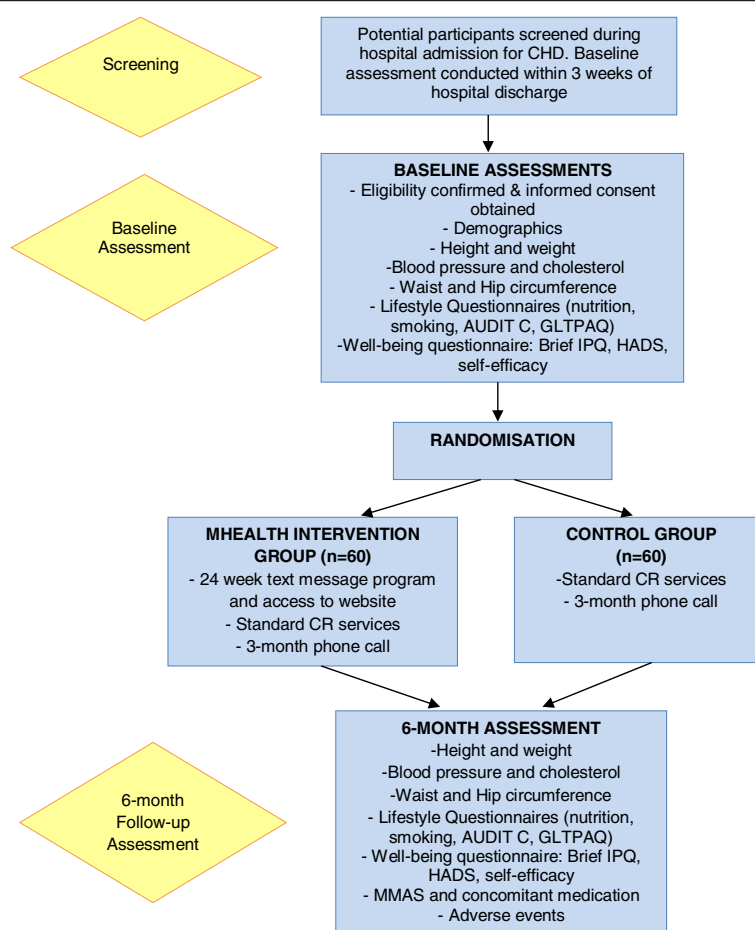 Screening
Potential participants screened during
hospital admission for CHD. Baseline
assessment conducted within 3 weeks of
hospital discharge
Baseline
Assessment
BASELINE ASSESSMENTS
- Eligibility confirmed & informed consent
obtained
- Demographics
- Height and weight
-Blood pressure and cholesterol
- Waist and Hip circumference
- Lifestyle Questionnaires (nutrition,
smoking, AUDIT C, GLTPAQ)
-Well-being questionnaire: Brief IPQ, HADS,
self-efficacy
RANDOMISATION
MHEALTH INTERVENTION
GROUP (n=60)
- 24 week text message program
and access to website
- Standard CR services
- 3-month phone call
CONTROL GROUP
(n=60)
-Standard CR services
- 3-month phone call
6-month
Follow-up
Assessment
6-MONTH ASSESSMENT
-Height and weight
-Blood pressure and cholesterol
-Waist and Hip circumference
- Lifestyle Questionnaires (nutrition,
smoking, AUDIT C, GLTPAQ)
- Well-being questionnaire: Brief IPQ,
HADS, self-efficacy
- MMAS and concomitant medication
- Adverse events